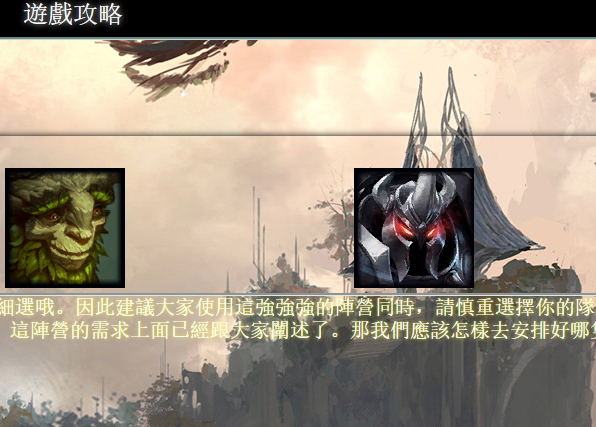 遊戲攻略
細選哦。因此建議大家使用這強強強的陣營同時，請慎重選擇你的隊
這陣營的需求上面已經跟大家闡述了。那我們應該怎樣去安排好哪